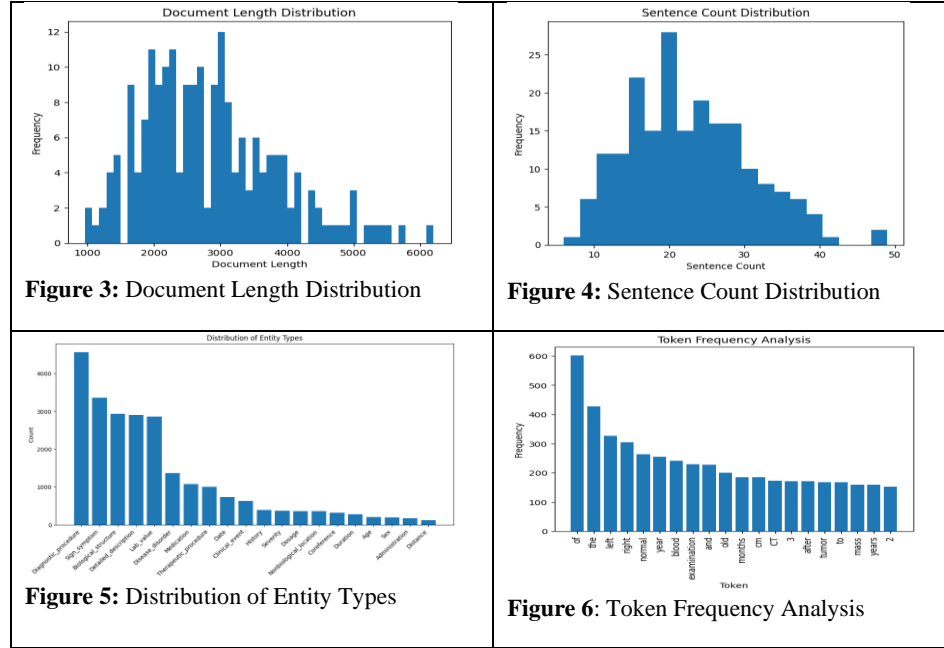 Document Length Distribution
12
10
8
6
4
2
0
Frequency
1000 2000 3000 4000 5000 6000
Document Length
Figure 3: Document Length Distribution
Sentence Count Distribution
25
20
15
10
5
0
Frequency
10 20 30 40 50
Sentence Count
Figure 4: Sentence Count Distribution
Distribution of Entity Types
4000
3000
2000
1000
0
Count
Diagnostic_procedure
Sign_symptom
Biological_structure
Detailed_description
Lab_value
Disease_disorder
Medication
Therapeutic_procedure
Date
Clinical_event
History
Severity
Dosage
Nonbiological_location
Coreference
Duration
Age
Sex
Administration
Distance
Figure 5: Distribution of Entity Types
Token Frequency Analysis
600
500
400
300
200
100
0
Frequency
of
the
left
right
normal
year
blood
examination
and
old
months
cm
CT
3
after
tumor
to
mass
years
2
Token
Figure 6: Token Frequency Analysis